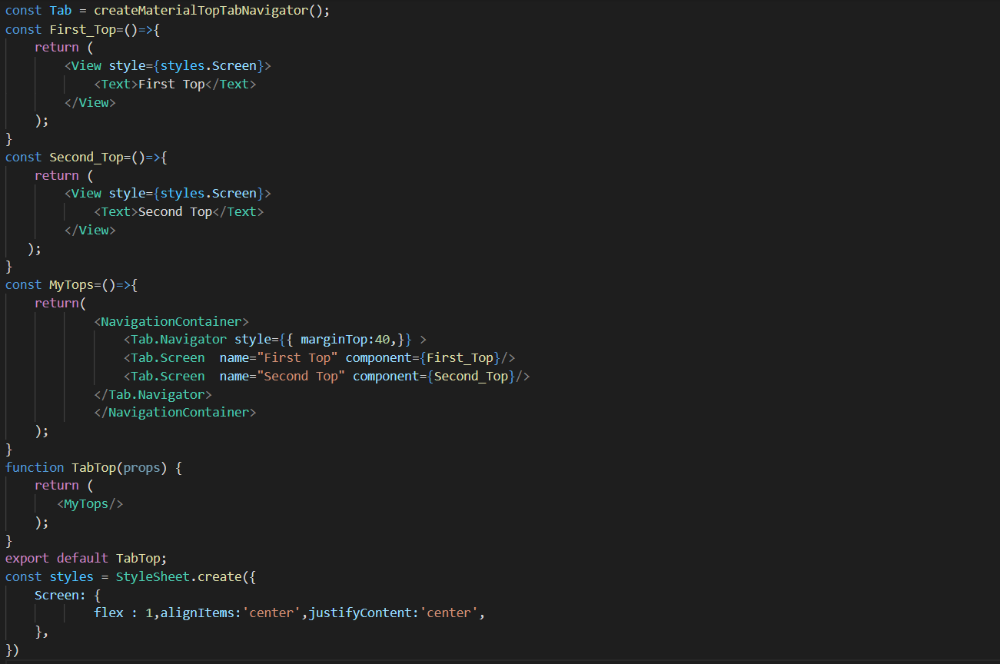 const Tab = createMaterialTopTabNavigator();
const First_Top=()=>{
    return (
        <View style={styles.Screen}>
            <Text>First Top</Text>
        </View>
    );
}
const Second_Top=()=>{
    return (
        <View style={styles.Screen}>
            <Text>Second Top</Text>
        </View>
   );
}
const MyTops=()=>{
    return(
            <NavigationContainer>
                <Tab.Navigator style={{ marginTop:40,}} >
                <Tab.Screen  name="First Top" component={First_Top}/>
                <Tab.Screen  name="Second Top" component={Second_Top}/>
            </Tab.Navigator>
            </NavigationContainer>
    );
}
function TabTop(props) {
    return (
       <MyTops/>
    );
}
export default TabTop;
const styles = StyleSheet.create({
    Screen: {
            flex : 1,alignItems:'center',justifyContent:'center',
    },
})